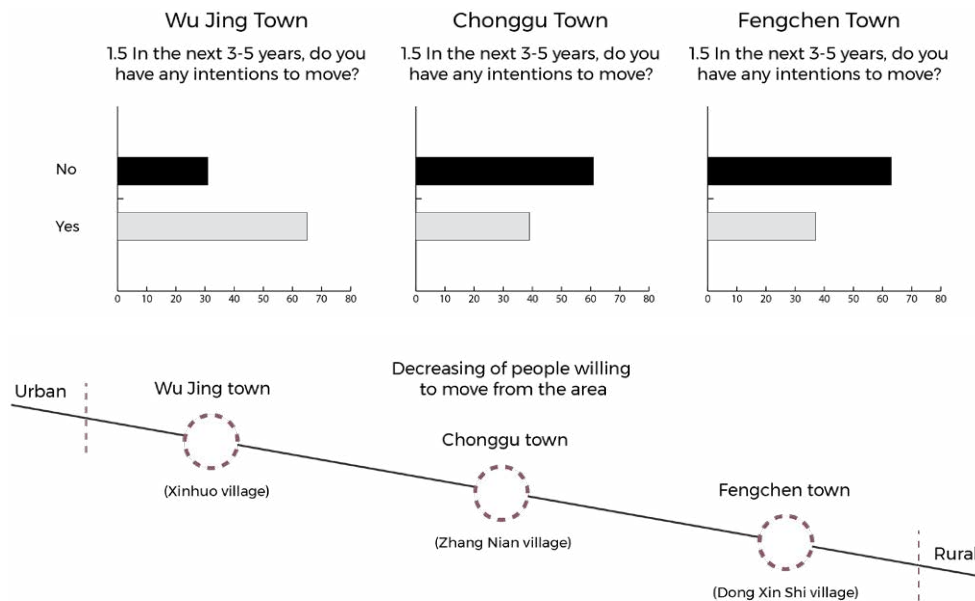 Wu Jing Town
1.5 In the next 3-5 years, do you
have any intentions to move?
No
Yes
0 10 20 30 40 50 60 70 80
Chonggu Town
1.5 In the next 3-5 years, do you
have any intentions to move?
0 10 20 30 40 50 60 70 80
Fengchen Town
1.5 In the next 3-5 years, do you
have any intentions to move?
0 10 20 30 40 50 60 70 80
Decreasing of people willing
to move from the area
Urban
Wu Jing town
(Xinhuo village)
Chonggu town
(Zhang Nian village)
Fengchen town
(Dong Xin Shi village)
Rural